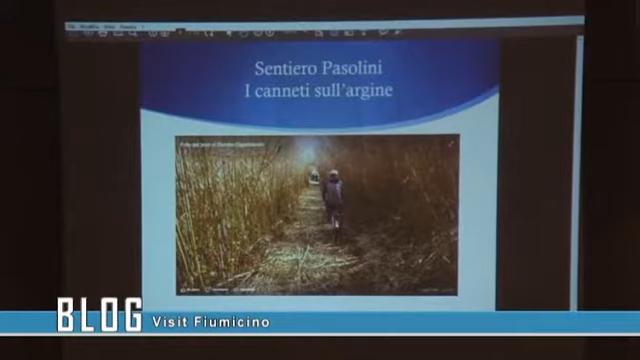 Sentiero Pasolini
I canneti sull'argine
BLOG Visit Fiumicino